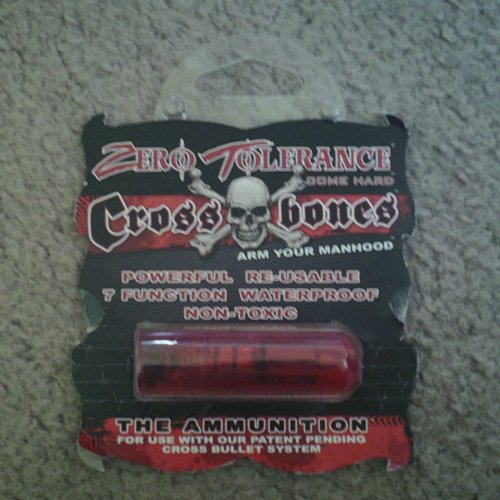 ZERO TOLERANCE
COME HARD
Cross bones
ARM YOUR MANHOOD
POWERFUL RE-USABLE
7 FUNCTION WATERPROOF
NON-TOXIC
THE AMMUNITION
FOR USE WITH OUR PATENT PENDING
CROSS BULLET SYSTEM